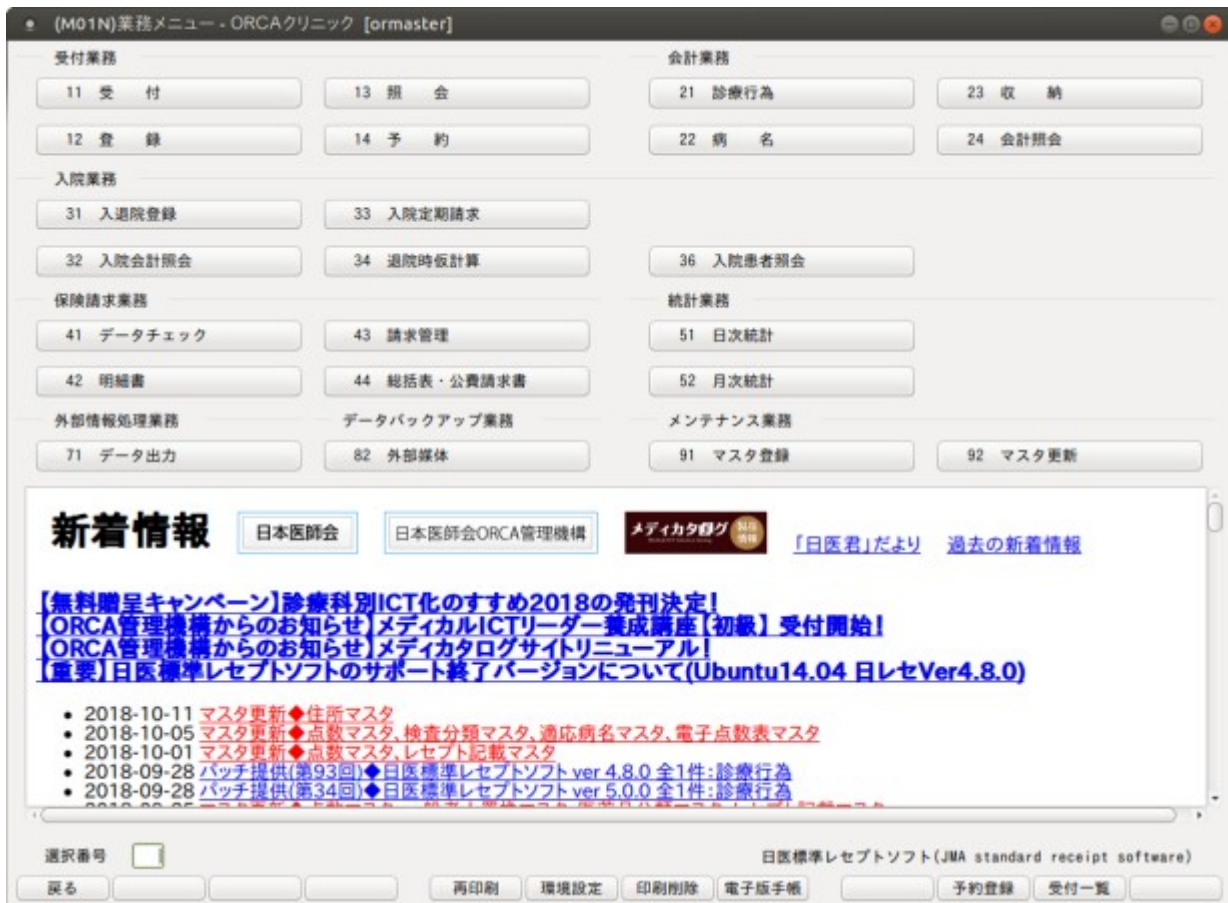 (M01N)業務メニュー - ORCAクリニック [ormaster]
受付業務 会計業務
11 受 付 13 照 会 21 診療行為 23 収 納
12 登 録 14 予 約 22 病 名 24 会計照会
入院業務
31 入退院登録 33 入院定期請求
32 入院会計照会 34 退院時仮計算 36 入院患者照会
保険請求業務 統計業務
41 データチェック 43 請求管理 51 日次統計
42 明細書 44 総括表・公費請求書 52 月次統計
外部情報処理業務 データバックアップ業務 メンテナンス業務
71 データ出力 82 外部媒体 91 マスタ登録 92 マスタ更新
新着情報 日本医師会 日本医師会ORCA管理機構 メディカタログ 製品情報 「日医君」だより 過去の新着情報
【無料贈呈キャンペーン】診療科別ICT化のすすめ2018の発刊決定!
【ORCA管理機構からのお知らせ】メディカルICTリーダー養成講座【初級】 受付開始!
【ORCA管理機構からのお知らせ】メディカタログサイトリニューアル!
【重要】日医標準レセプトソフトのサポート終了バージョンについて(Ubuntu14.04 日レセVer4.8.0)
• 2018-10-11 マスタ更新◆住所マスタ
• 2018-10-05 マスタ更新◆点数マスタ、検査分類マスタ、適応病名マスタ、電子点数表マスタ
• 2018-10-01 マスタ更新◆点数マスタ、レセプト記載マスタ
• 2018-09-28 パッチ提供(第93回)◆日医標準レセプトソフト ver 4.8.0 全1件:診療行為
• 2018-09-28 パッチ提供(第34回)◆日医標準レセプトソフト ver 5.0.0 全1件:診療行為
選択番号 日医標準レセプトソフト(JMA standard receipt software)
戻る 再印刷 環境設定 印刷削除 電子版手帳 予約登録 受付一覧